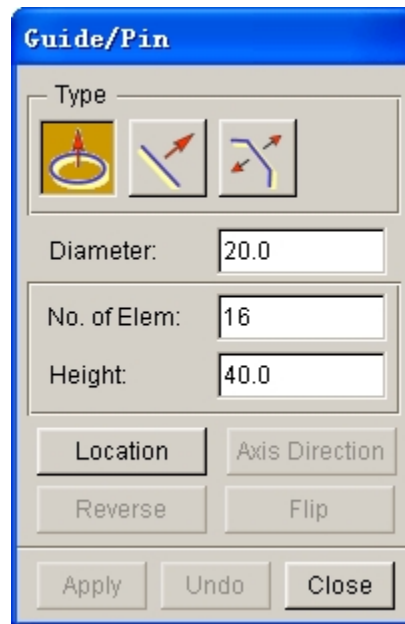 Guide/Pin
Type
Diameter: 20.0
No. of Elem: 16
Height: 40.0
Location Axis Direction
Reverse Flip
Apply Undo Close